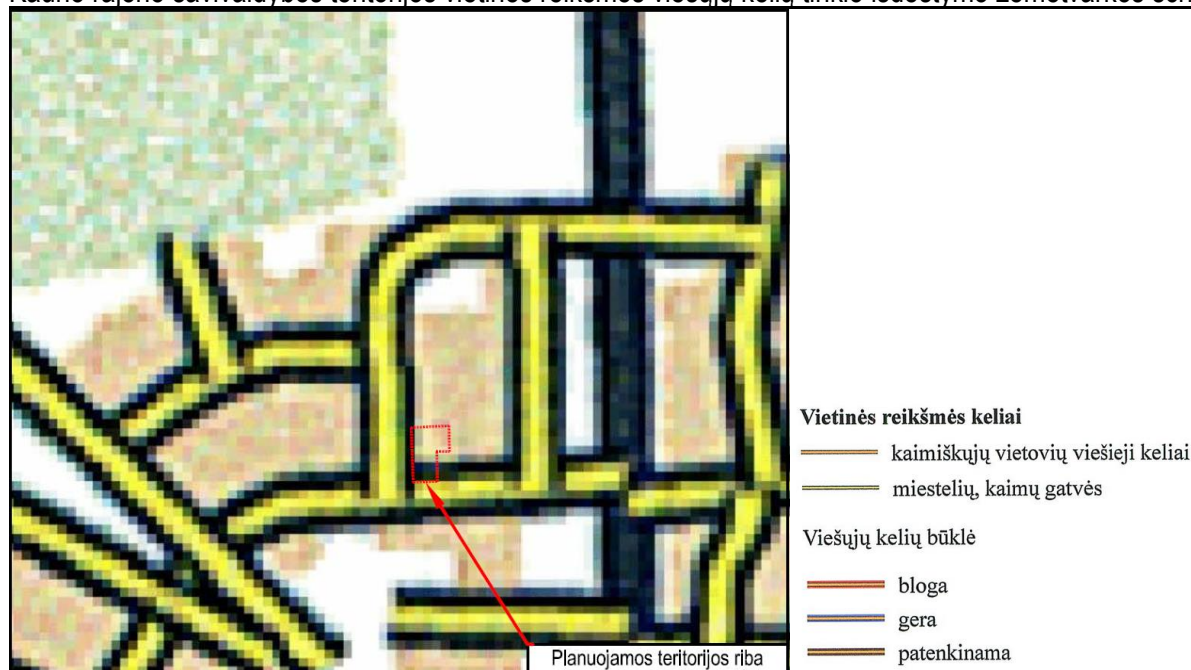 Vietinės reikšmės keliai
kaimiškųjų vietovių viešieji keliai
miestelių, kaimų gatvės
Viešųjų kelių būklė
bloga
gera
patenkinama
Planuojamos teritorijos riba